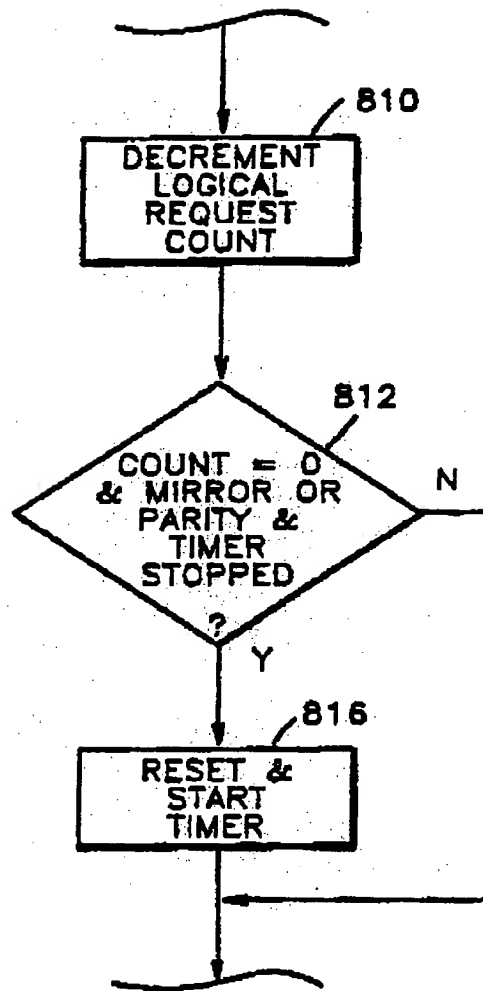 810
DECREMENT
LOGICAL
REQUEST
COUNT
812
COUNT = 0
& MIRROR OR
PARITY &
TIMER
STOPPED
?
N
Y
816
RESET &
START
TIMER